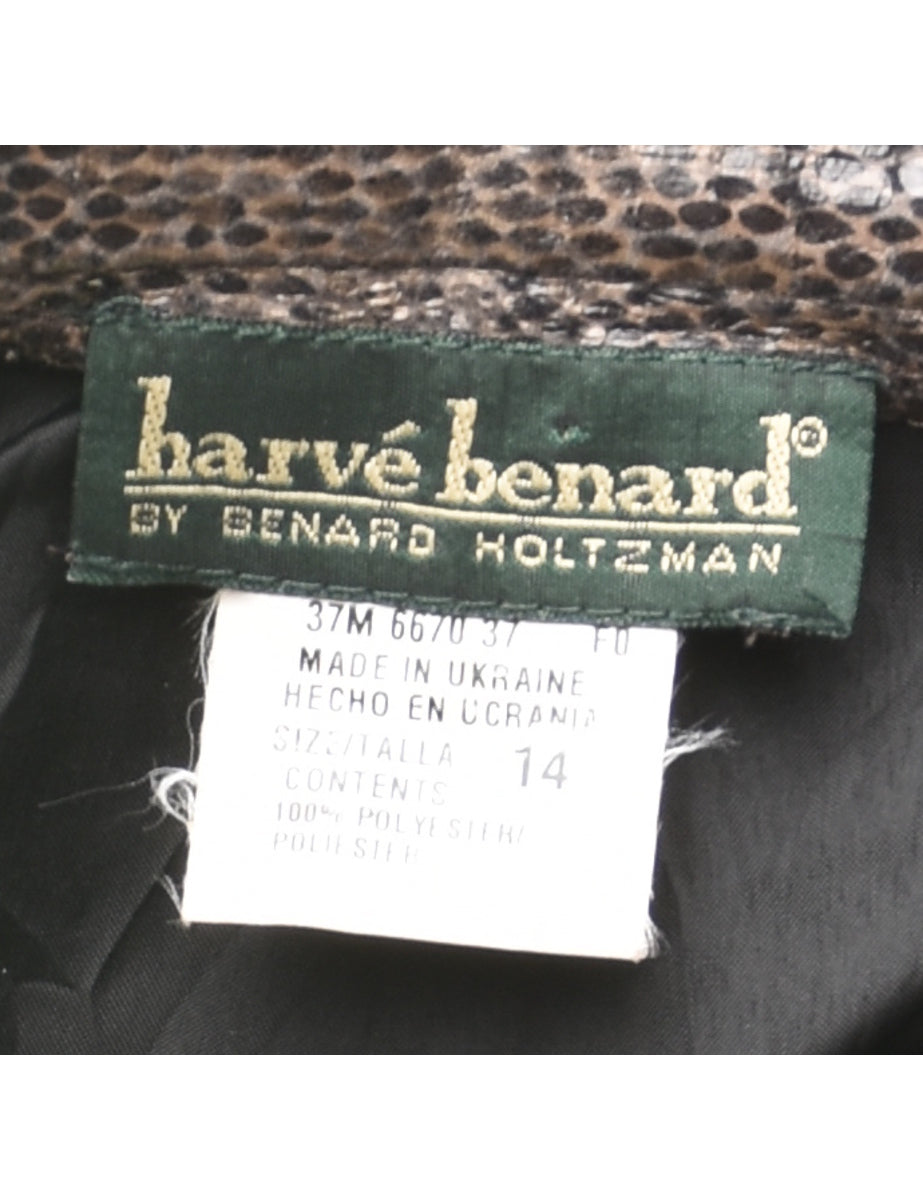 harvé benard®
BY BENARD HOLTZMAN
37M 6670 37 F0
MADE IN UKRAINE
HECHO EN UCRANIA
SIZE/TALLA 14
CONTENTS
100% POLYESTER/
POLIESTER